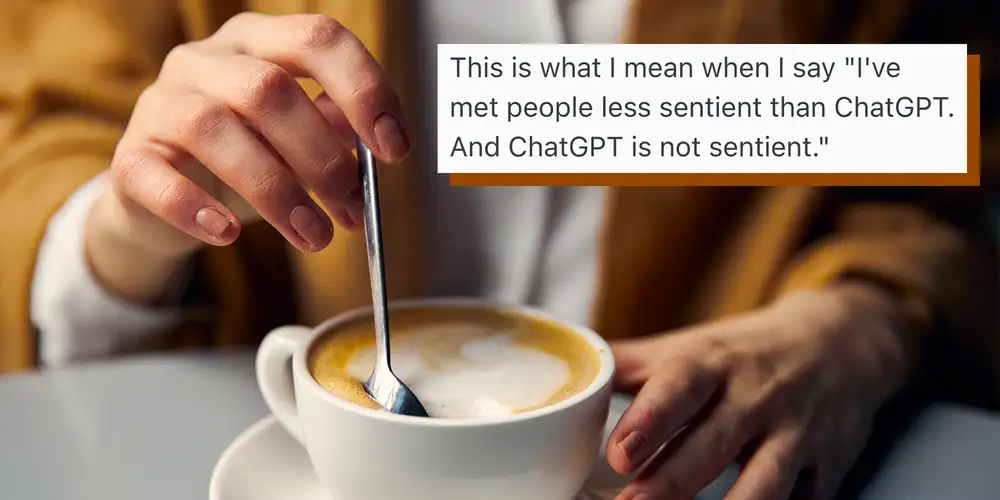 This is what I mean when I say "I've
met people less sentient than ChatGPT.
And ChatGPT is not sentient."